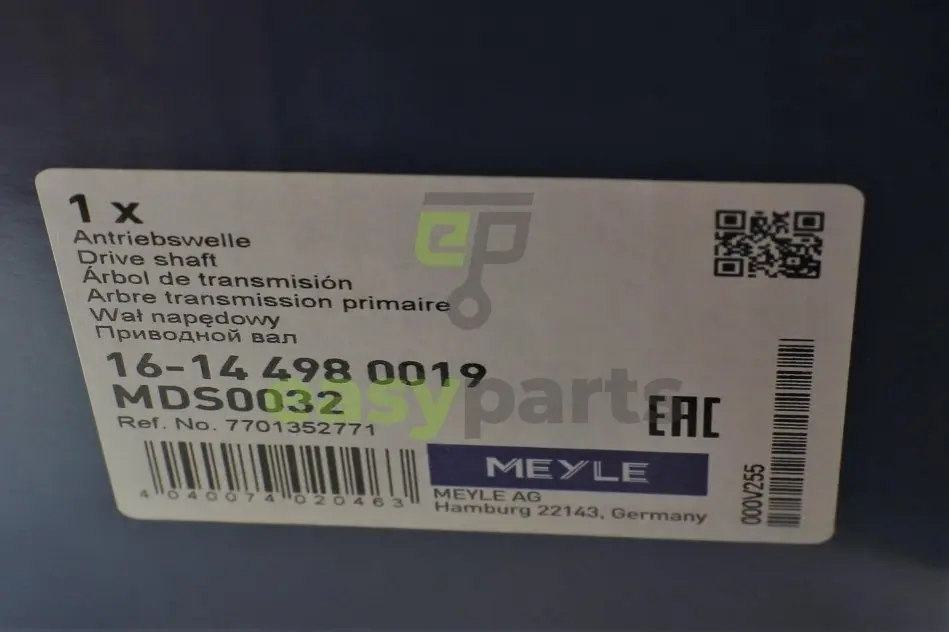 1 x
Antriebswelle
Drive shaft
Árbol de transmisión
Arbre transmission primaire
Wał napędowy
Приводной вал
16-14 498 0019
MDS0032
Ref. No. 7701352771
4 040074 020463
EAC
MEYLE
MEYLE AG
Hamburg 22143, Germany
000V255
ep
easyparts